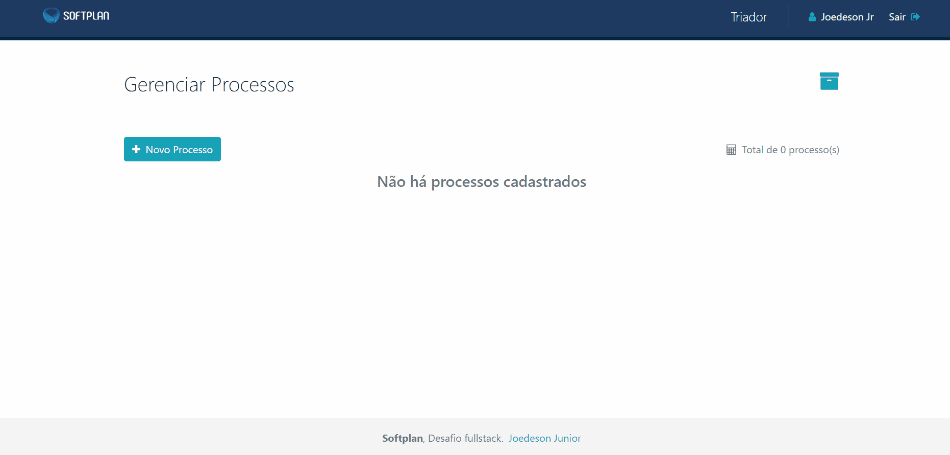 SOFTPLAN
Triador
Joedeson Jr
Sair
Gerenciar Processos
Novo Processo
Total de 0 processo(s)
Não há processos cadastrados
Softplan, Desafio fullstack. Joedeson Junior